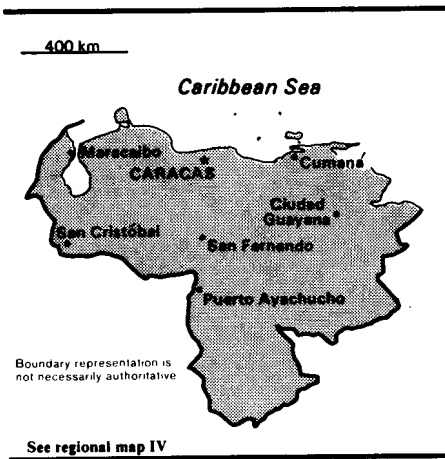 400 km
Caribbean Sea
Maracaibo
CARACAS
Cumaná
Ciudad
Guayana
San Cristóbal
San Fernando
Puerto Ayachucho
Boundary representation is
not necessarily authoritative
See regional map IV